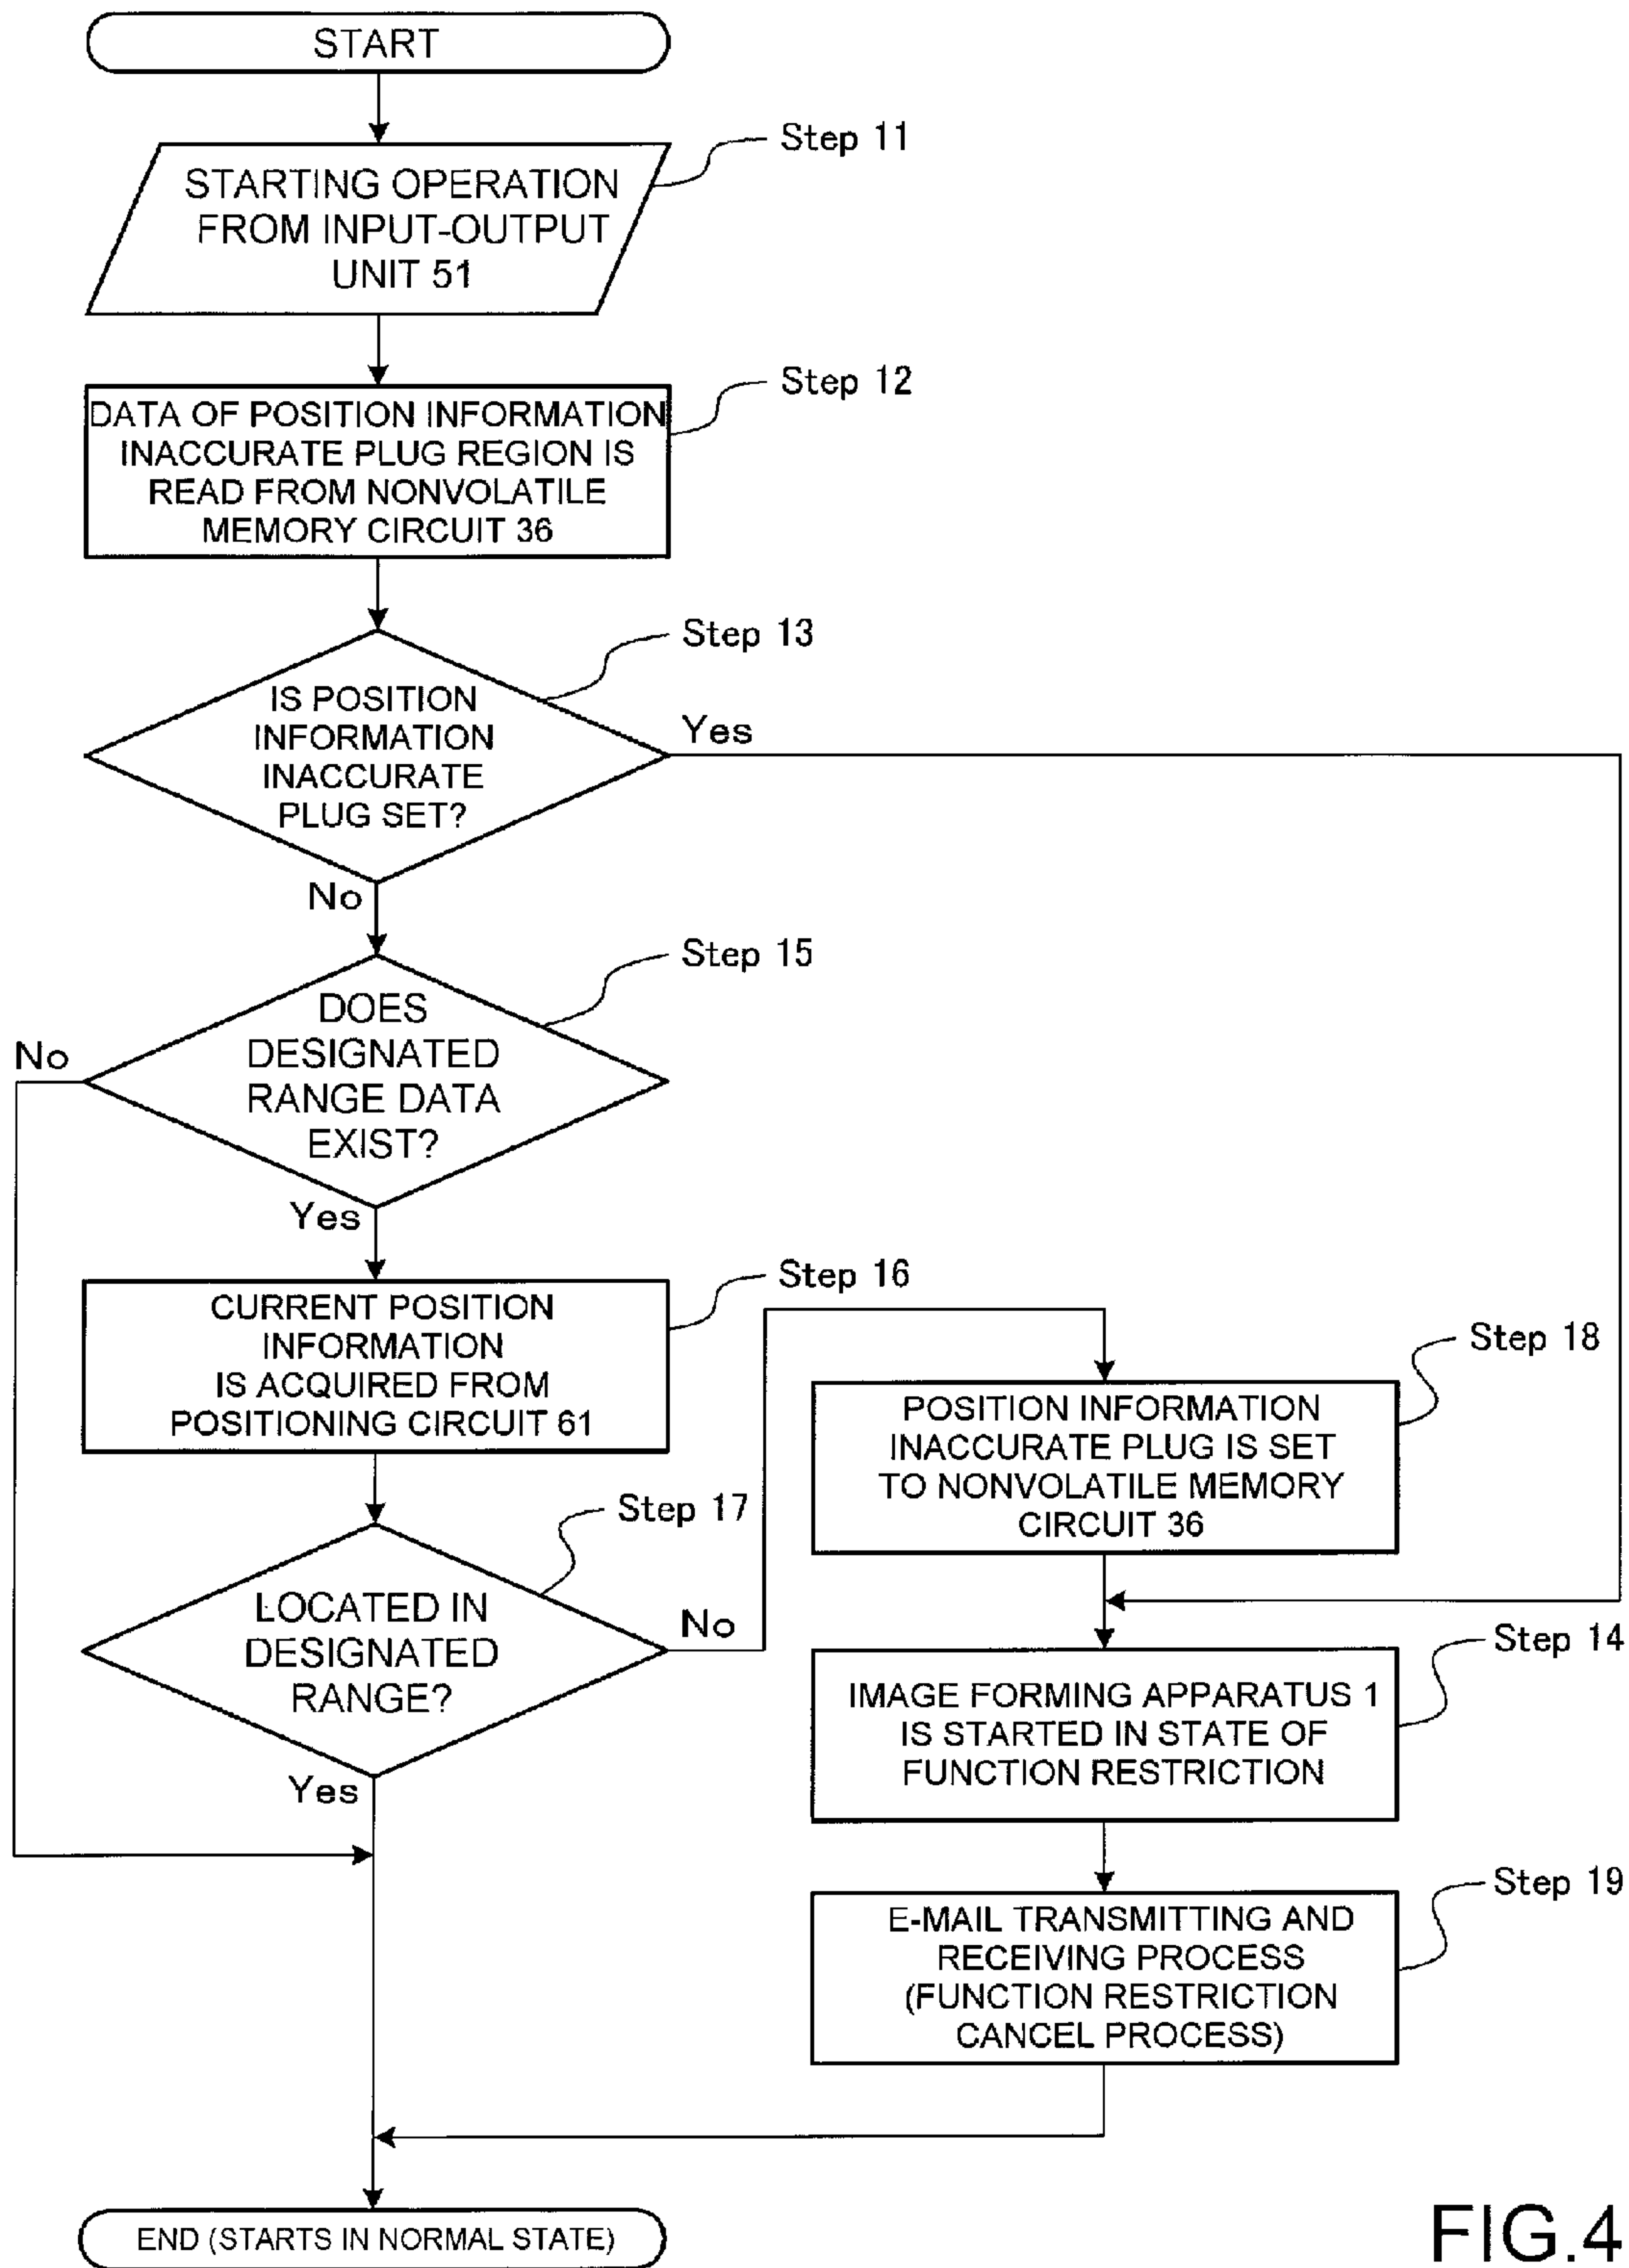 START
Step 11
STARTING OPERATION
FROM INPUT-OUTPUT
UNIT 51
Step 12
DATA OF POSITION INFORMATION
INACCURATE PLUG REGION IS
READ FROM NONVOLATILE
MEMORY CIRCUIT 36
Step 13
IS POSITION
INFORMATION
INACCURATE
PLUG SET?
Yes
No
Step 15
DOES
DESIGNATED
RANGE DATA
EXIST?
No
Yes
Step 16
CURRENT POSITION
INFORMATION
IS ACQUIRED FROM
POSITIONING CIRCUIT 61
Step 17
LOCATED IN
DESIGNATED
RANGE?
No
Yes
Step 18
POSITION INFORMATION
INACCURATE PLUG IS SET
TO NONVOLATILE MEMORY
CIRCUIT 36
Step 14
IMAGE FORMING APPARATUS 1
IS STARTED IN STATE OF
FUNCTION RESTRICTION
Step 19
E-MAIL TRANSMITTING AND
RECEIVING PROCESS
(FUNCTION RESTRICTION
CANCEL PROCESS)
END (STARTS IN NORMAL STATE)
FIG.4